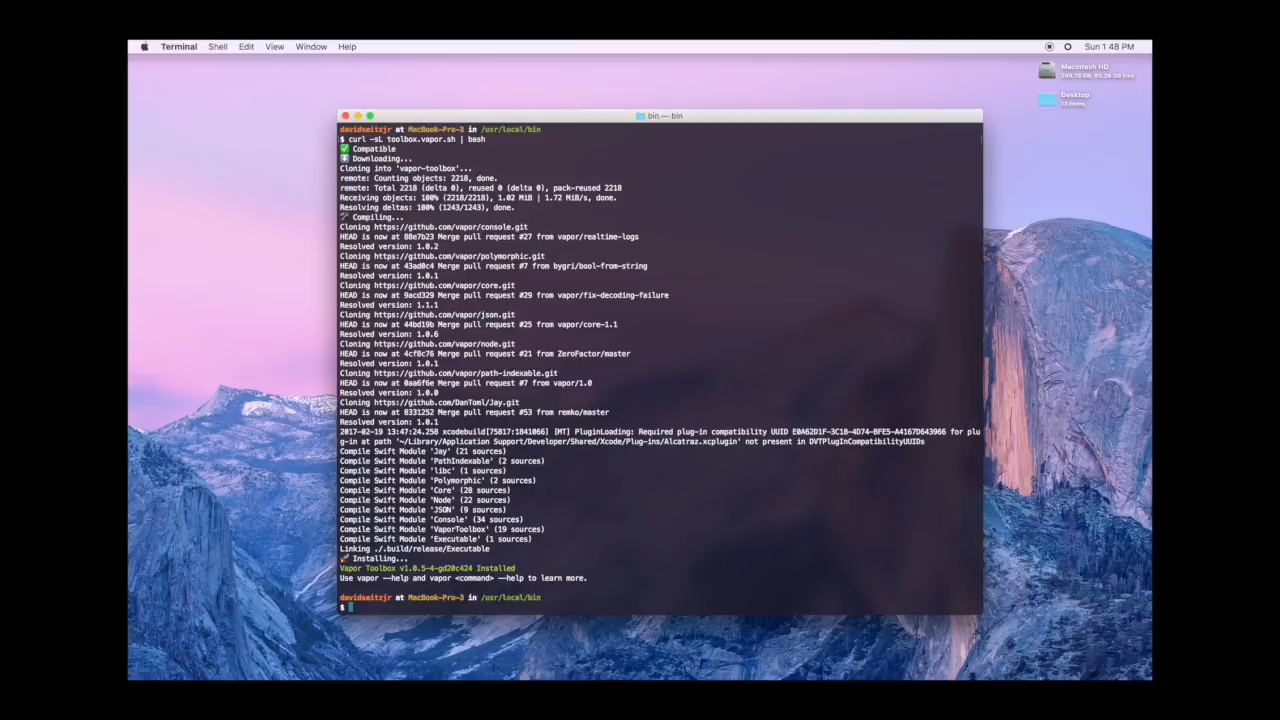 Terminal Shell Edit View Window Help Sun 1 48 PM
Macintosh HD
249.78 GB, 65.28 GB free
Desktop
13 items
bin — bin
davidseitzjr at MacBook-Pro-3 in /usr/local/bin
$ curl -sL toolbox.vapor.sh | bash
✅ Compatible
⬇️ Downloading...
Cloning into 'vapor-toolbox'...
remote: Counting objects: 2218, done.
remote: Total 2218 (delta 0), reused 0 (delta 0), pack-reused 2218
Receiving objects: 100% (2218/2218), 1.02 MiB | 1.72 MiB/s, done.
Resolving deltas: 100% (1243/1243), done.
🛠 Compiling...
Cloning https://github.com/vapor/console.git
HEAD is now at 88e7b23 Merge pull request #27 from vapor/realtime-logs
Resolved version: 1.0.2
Cloning https://github.com/vapor/polymorphic.git
HEAD is now at 43ad0c4 Merge pull request #7 from bygri/bool-from-string
Resolved version: 1.0.1
Cloning https://github.com/vapor/core.git
HEAD is now at 9acd329 Merge pull request #29 from vapor/fix-decoding-failure
Resolved version: 1.1.1
Cloning https://github.com/vapor/json.git
HEAD is now at 44bd19b Merge pull request #25 from vapor/core-1.1
Resolved version: 1.0.6
Cloning https://github.com/vapor/node.git
HEAD is now at 4cf8c76 Merge pull request #21 from ZeroFactor/master
Resolved version: 1.0.1
Cloning https://github.com/vapor/path-indexable.git
HEAD is now at 0aa6f6e Merge pull request #7 from vapor/1.0
Resolved version: 1.0.0
Cloning https://github.com/DanToml/Jay.git
HEAD is now at 8331252 Merge pull request #53 from remko/master
Resolved version: 1.0.1
2017-02-19 13:47:24.258 xcodebuild[75817:1841066] [MT] PluginLoading: Required plug-in compatibility UUID E0A62D1F-3C18-4D74-BFE5-A4167D643966 for plu
g-in at path '~/Library/Application Support/Developer/Shared/Xcode/Plug-ins/Alcatraz.xcplugin' not present in DVTPlugInCompatibilityUUIDs
Compile Swift Module 'Jay' (21 sources)
Compile Swift Module 'PathIndexable' (2 sources)
Compile Swift Module 'libc' (1 sources)
Compile Swift Module 'Polymorphic' (2 sources)
Compile Swift Module 'Core' (28 sources)
Compile Swift Module 'Node' (22 sources)
Compile Swift Module 'JSON' (9 sources)
Compile Swift Module 'Console' (34 sources)
Compile Swift Module 'VaporToolbox' (19 sources)
Compile Swift Module 'Executable' (1 sources)
Linking ./.build/release/Executable
🚀 Installing...
Vapor Toolbox v1.0.5-4-gd20c424 Installed
Use vapor --help and vapor <command> --help to learn more.
davidseitzjr at MacBook-Pro-3 in /usr/local/bin
$